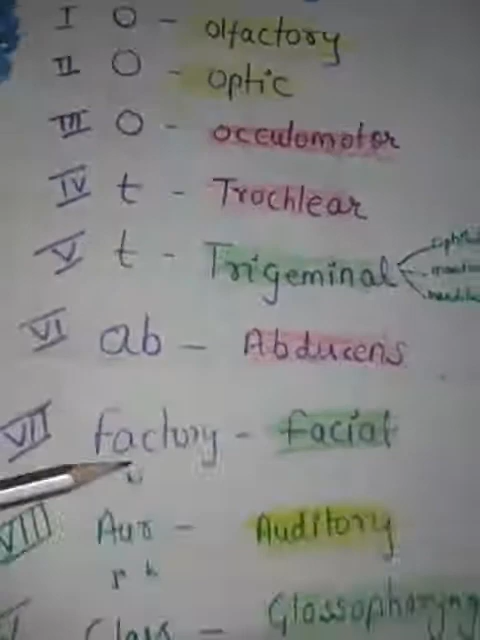 I O - olfactory
II O - optic
III O - occulomotor
IV t - Trochlear
V t - Trigeminal
VI ab - Abducens
VII factory - facial
VIII Aur - Auditory
Glossopharyng